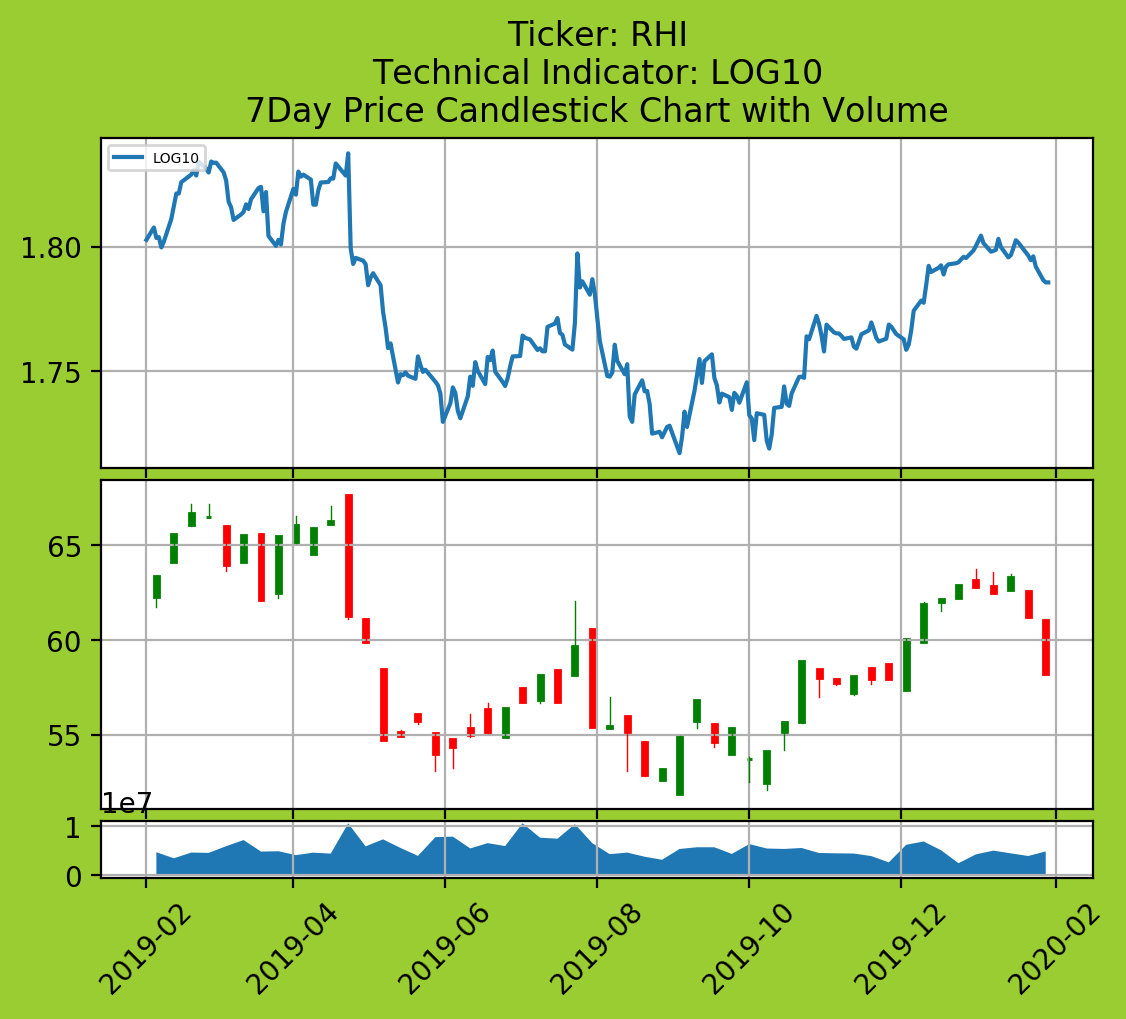 Ticker: RHI
Technical Indicator: LOG10
7Day Price Candlestick Chart with Volume
LOG10
1.80
1.75
65
60
55
1e7
1
0
2019-02
2019-04
2019-06
2019-08
2019-10
2019-12
2020-02